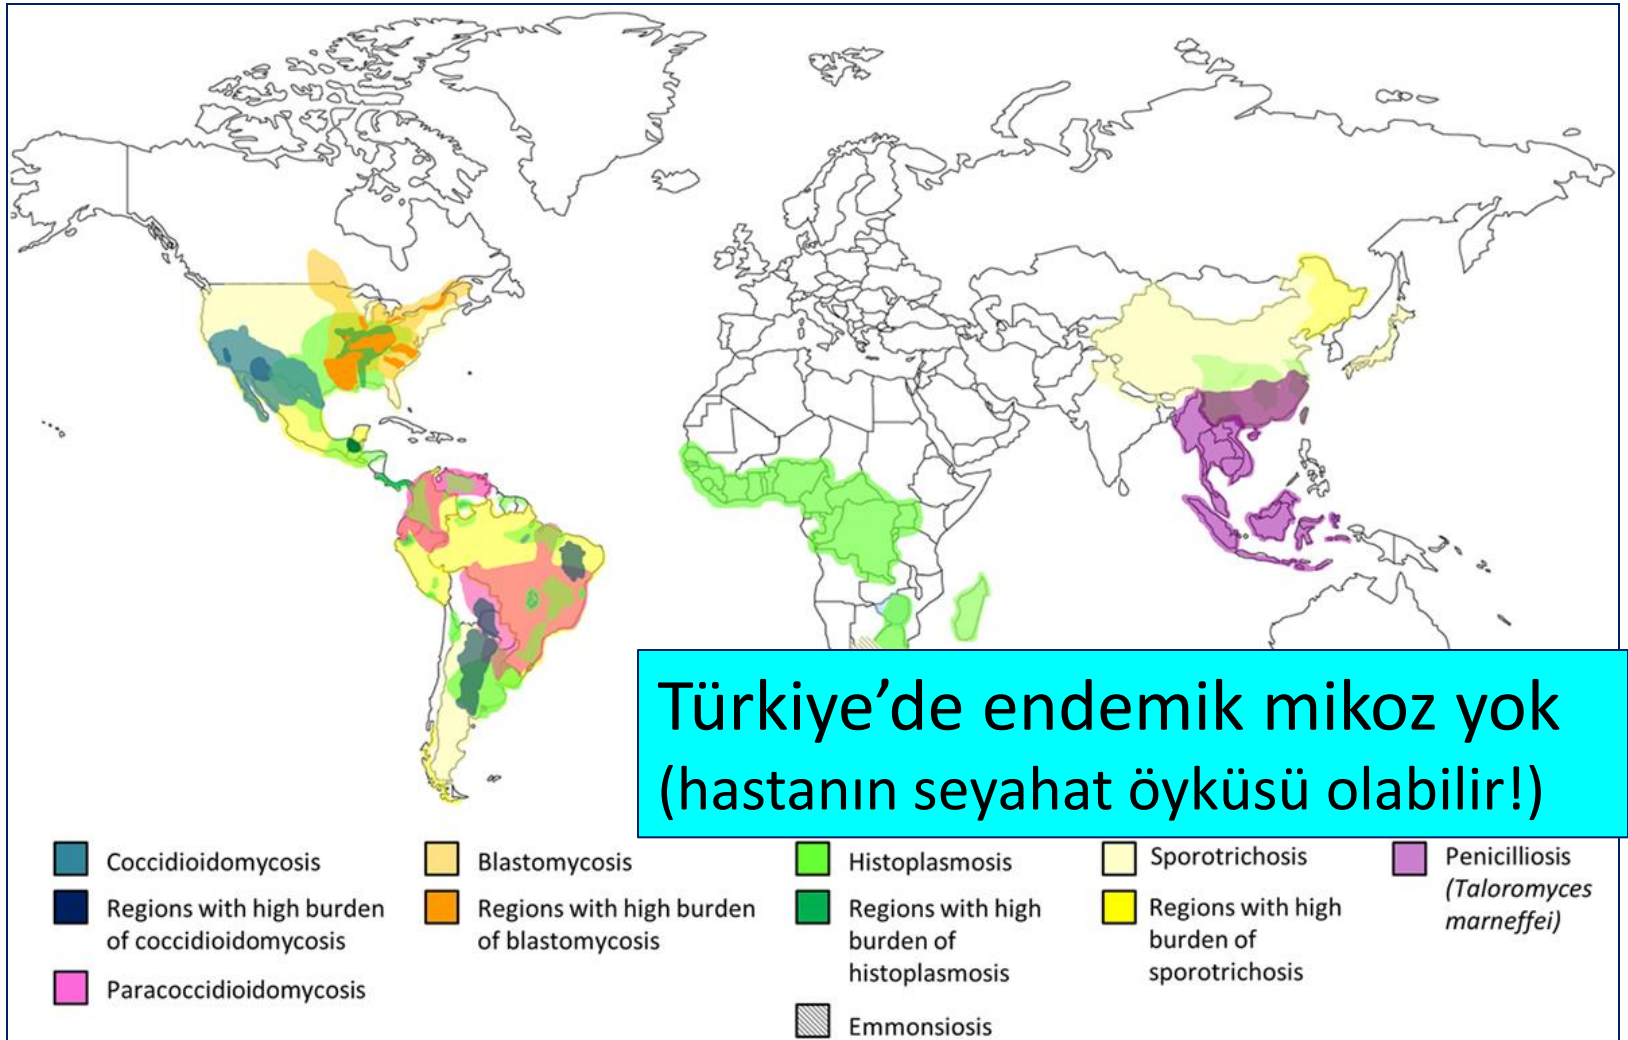 Türkiye’de endemik mikoz yok
(hastanın seyahat öyküsü olabilir!)
Coccidioidomycosis
Regions with high burden
of coccidioidomycosis
Paracoccidioidomycosis
Blastomycosis
Regions with high burden
of blastomycosis
Histoplasmosis
Regions with high
burden of
histoplasmosis
Emmonsiosis
Sporotrichosis
Regions with high
burden of
sporotrichosis
Penicilliosis
(Taloromyces
marneffei)